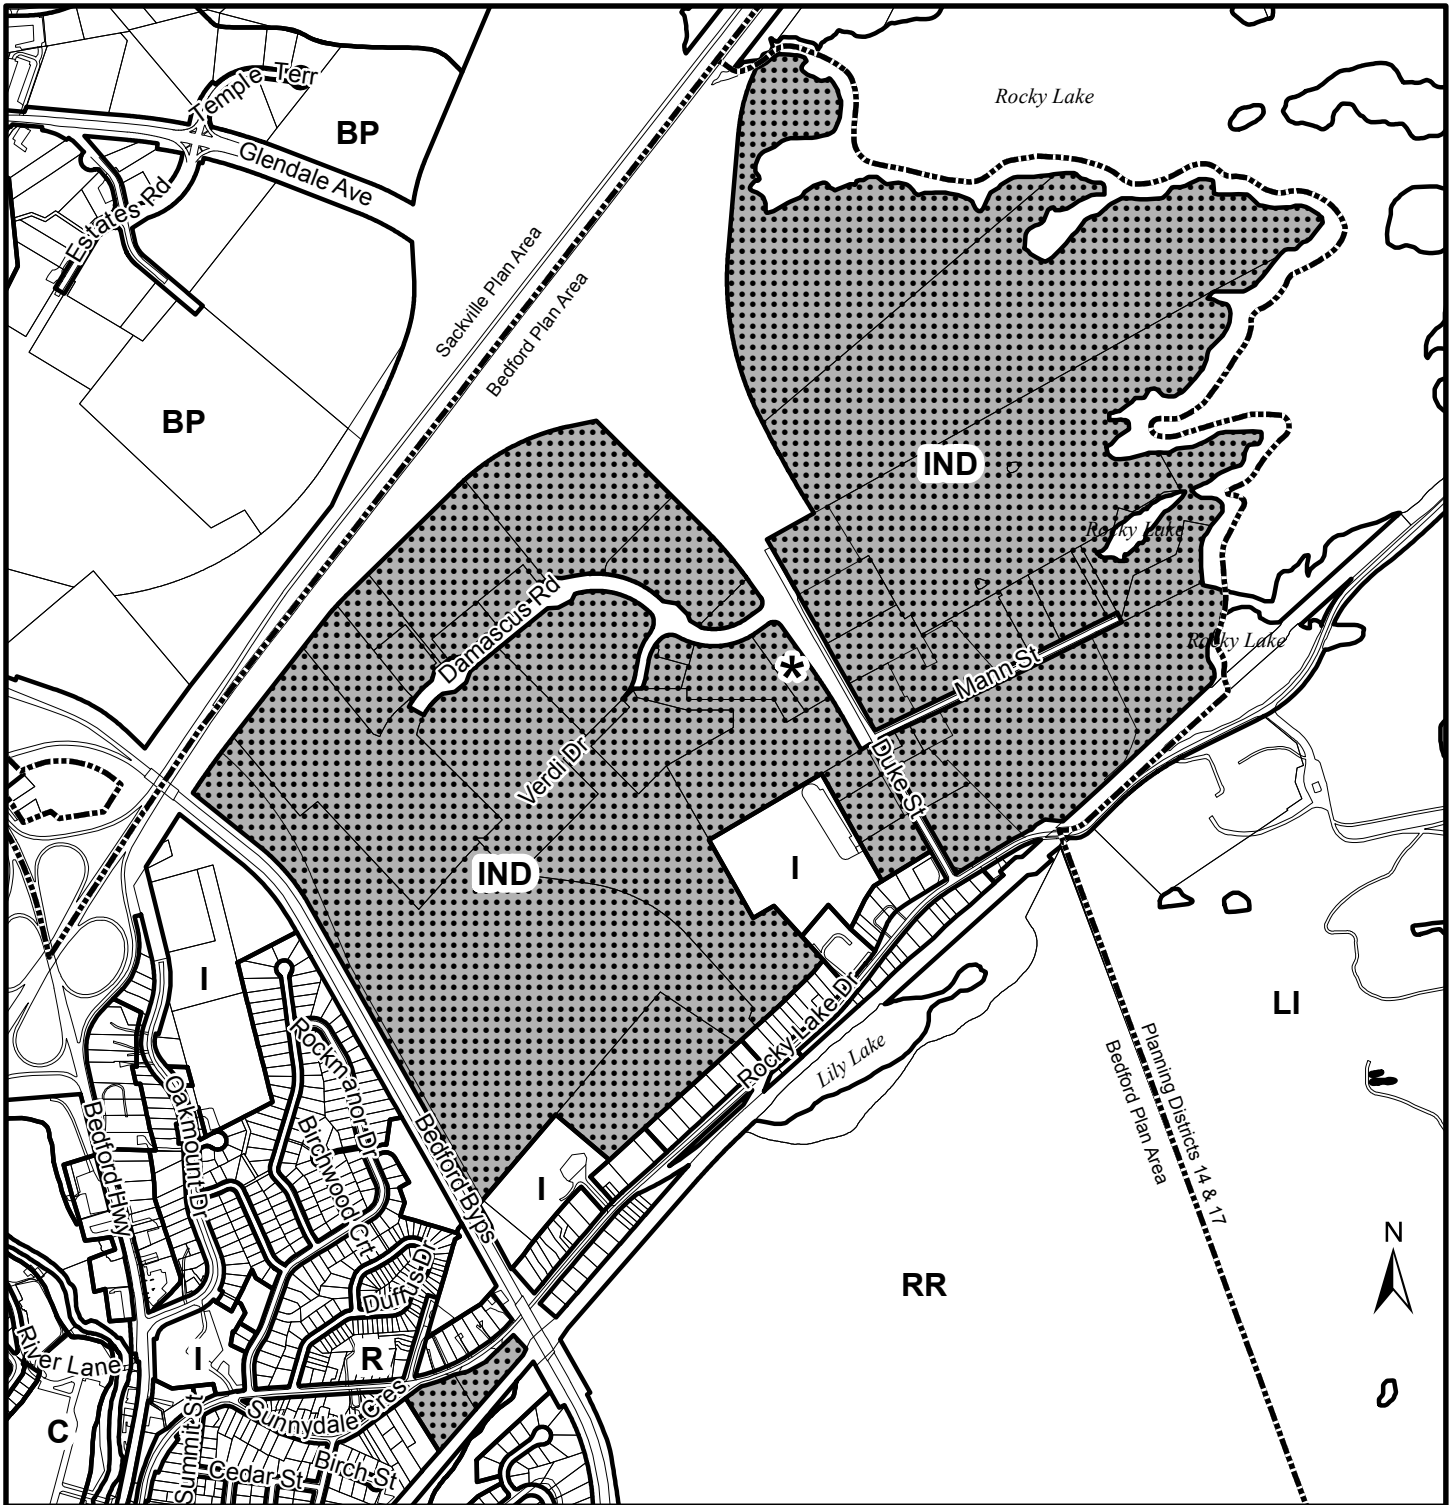 Rocky Lake
Temple Terr
BP
Glendale Ave
Estates Rd
Sackville Plan Area
Bedford Plan Area
BP
IND
Rocky Lake
Damascus Rd
Rocky Lake
*
Mann St
Verdi Dr
Duke St
I
IND
I
Rocky Lake Dr
LI
Rockmanor Dr
Lily Lake
Planning Districts 14 & 17
Bedford Plan Area
Oakmount Dr
Bedford Hwy
Birchwood Crt
Bedford Byps
I
N
Duffus Dr
RR
River Lane
I
R
Sunnydale Cres
Summit St
C
Cedar St
Birch St